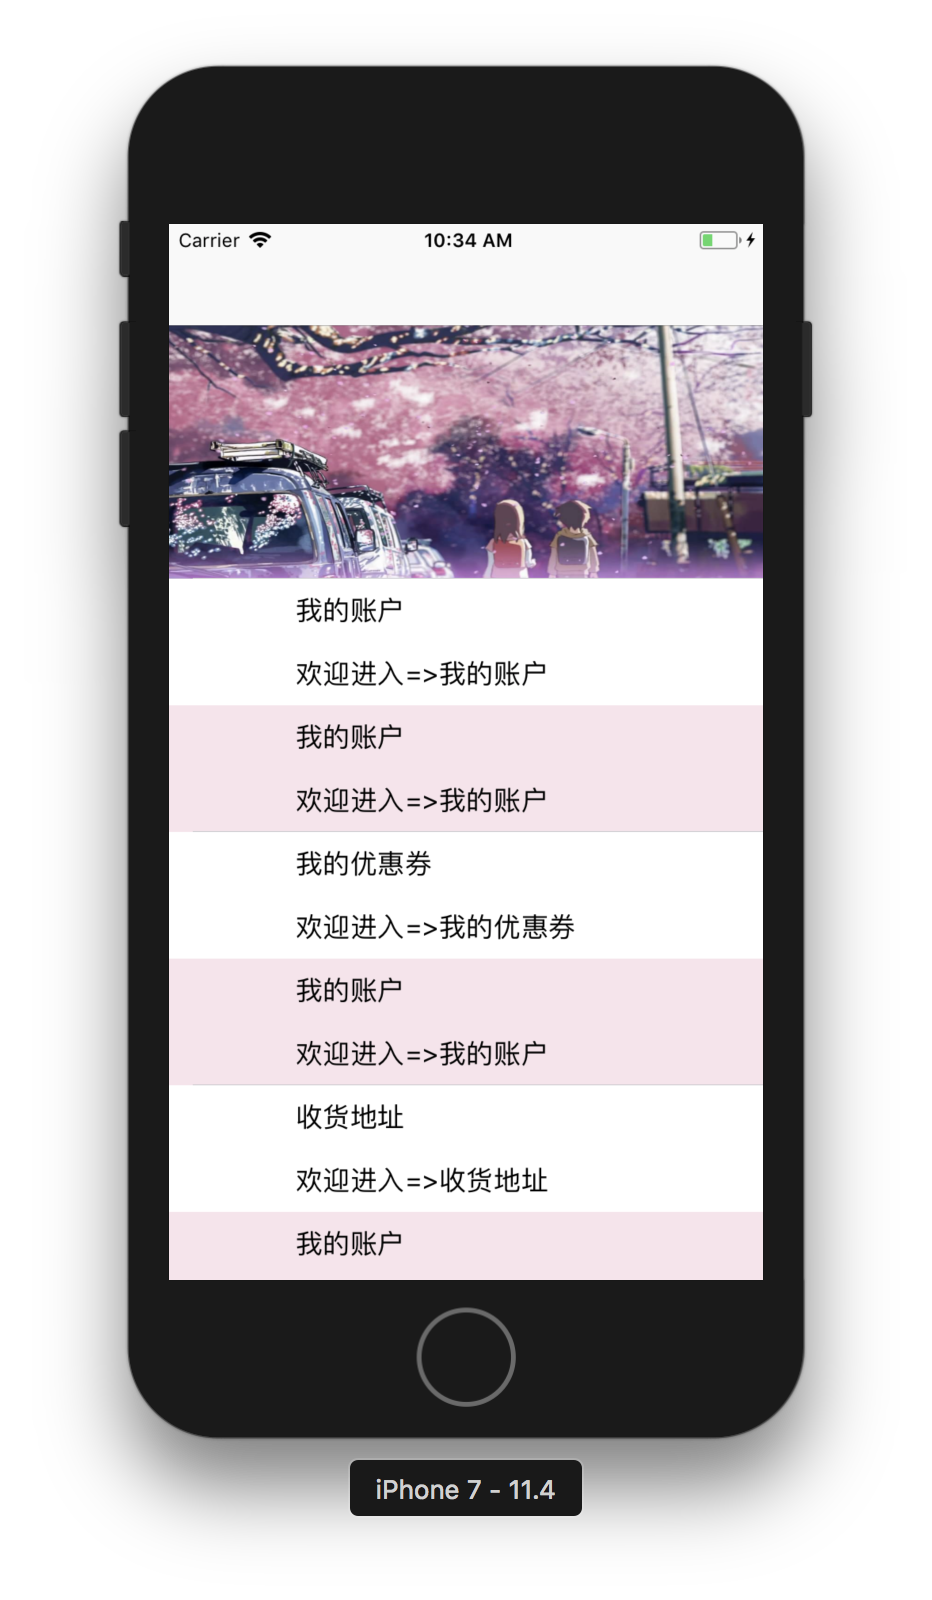 Carrier 10:34 AM
我的账户
欢迎进入=>我的账户
我的账户
欢迎进入=>我的账户
我的优惠券
欢迎进入=>我的优惠券
我的账户
欢迎进入=>我的账户
收货地址
欢迎进入=>收货地址
我的账户
iPhone 7 - 11.4